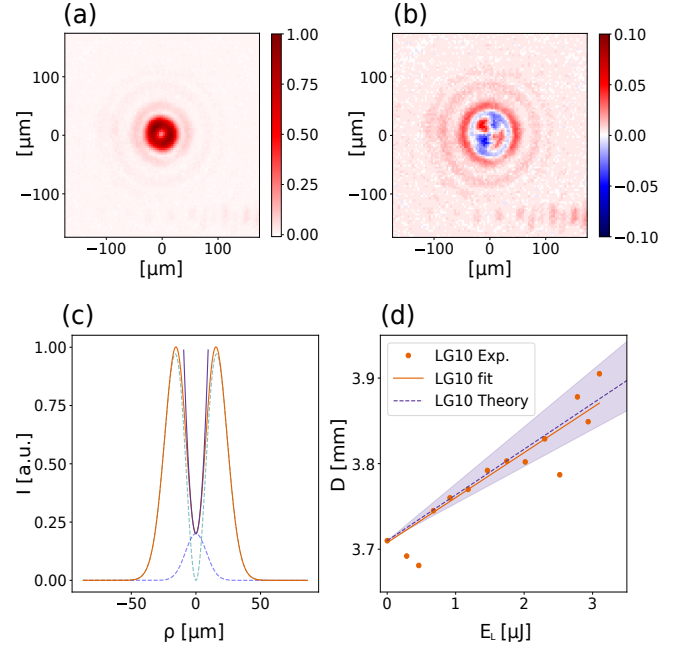 (a)
(b)
100
0
−100
[µm]
−100
0
100
[µm]
1.00
0.75
0.50
0.25
0.00
100
0
−100
[µm]
−100
0
100
[µm]
0.10
0.05
0.00
−0.05
−0.10
(c)
(d)
1.00
0.75
0.50
0.25
0.00
I [a.u.]
−50
0
50
ρ [µm]
LG10 Exp.
LG10 fit
LG10 Theory
3.9
3.8
3.7
D [mm]
0
1
2
3
E_L [µJ]